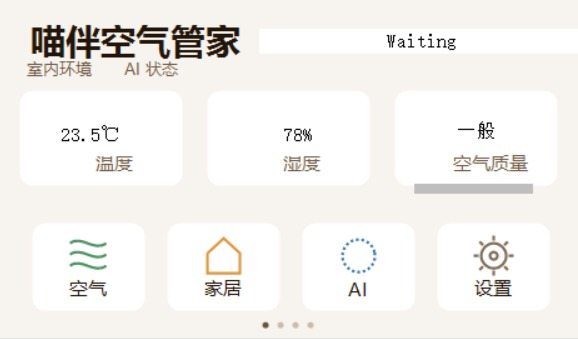 喵伴空气管家
Waiting
室内环境 AI 状态
23.5℃ 78% 一般
温度 湿度 空气质量
空气 家居 AI 设置